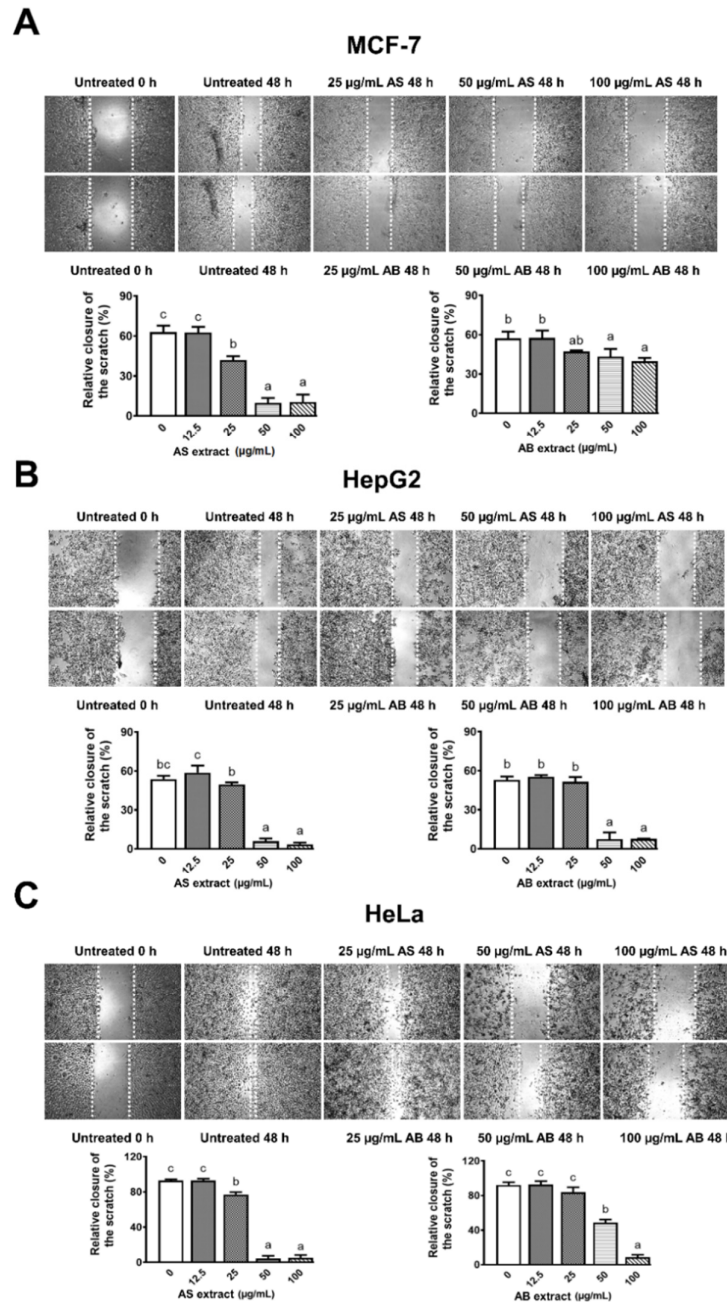 A
MCF-7
Untreated 0 h Untreated 48 h 25 µg/mL AS 48 h 50 µg/mL AS 48 h 100 µg/mL AS 48 h
Untreated 0 h Untreated 48 h 25 µg/mL AB 48 h 50 µg/mL AB 48 h 100 µg/mL AB 48 h
Relative closure of
the scratch (%)
90
60
30
0
c c b a a
0 12.5 25 50 100
AS extract (µg/mL)
Relative closure of
the scratch (%)
90
60
30
0
b b ab a a
0 12.5 25 50 100
AB extract (µg/mL)
B
HepG2
Untreated 0 h Untreated 48 h 25 µg/mL AS 48 h 50 µg/mL AS 48 h 100 µg/mL AS 48 h
Untreated 0 h Untreated 48 h 25 µg/mL AB 48 h 50 µg/mL AB 48 h 100 µg/mL AB 48 h
Relative closure of
the scratch (%)
90
60
30
0
bc c b a a
0 12.5 25 50 100
AS extract (µg/mL)
Relative closure of
the scratch (%)
90
60
30
0
b b b a a
0 12.5 25 50 100
AB extract (µg/mL)
C
HeLa
Untreated 0 h Untreated 48 h 25 µg/mL AS 48 h 50 µg/mL AS 48 h 100 µg/mL AS 48
Untreated 0 h Untreated 48 h 25 µg/mL AB 48 h 50 µg/mL AB 48 h 100 µg/mL AB 48
Relative closure of
the scratch (%)
120
80
40
0
c c b a a
0 12.5 25 50 100
AS extract (µg/mL)
Relative closure of
the scratch (%)
120
80
40
0
c c c b a
0 12.5 25 50 100
AB extract (µg/mL)